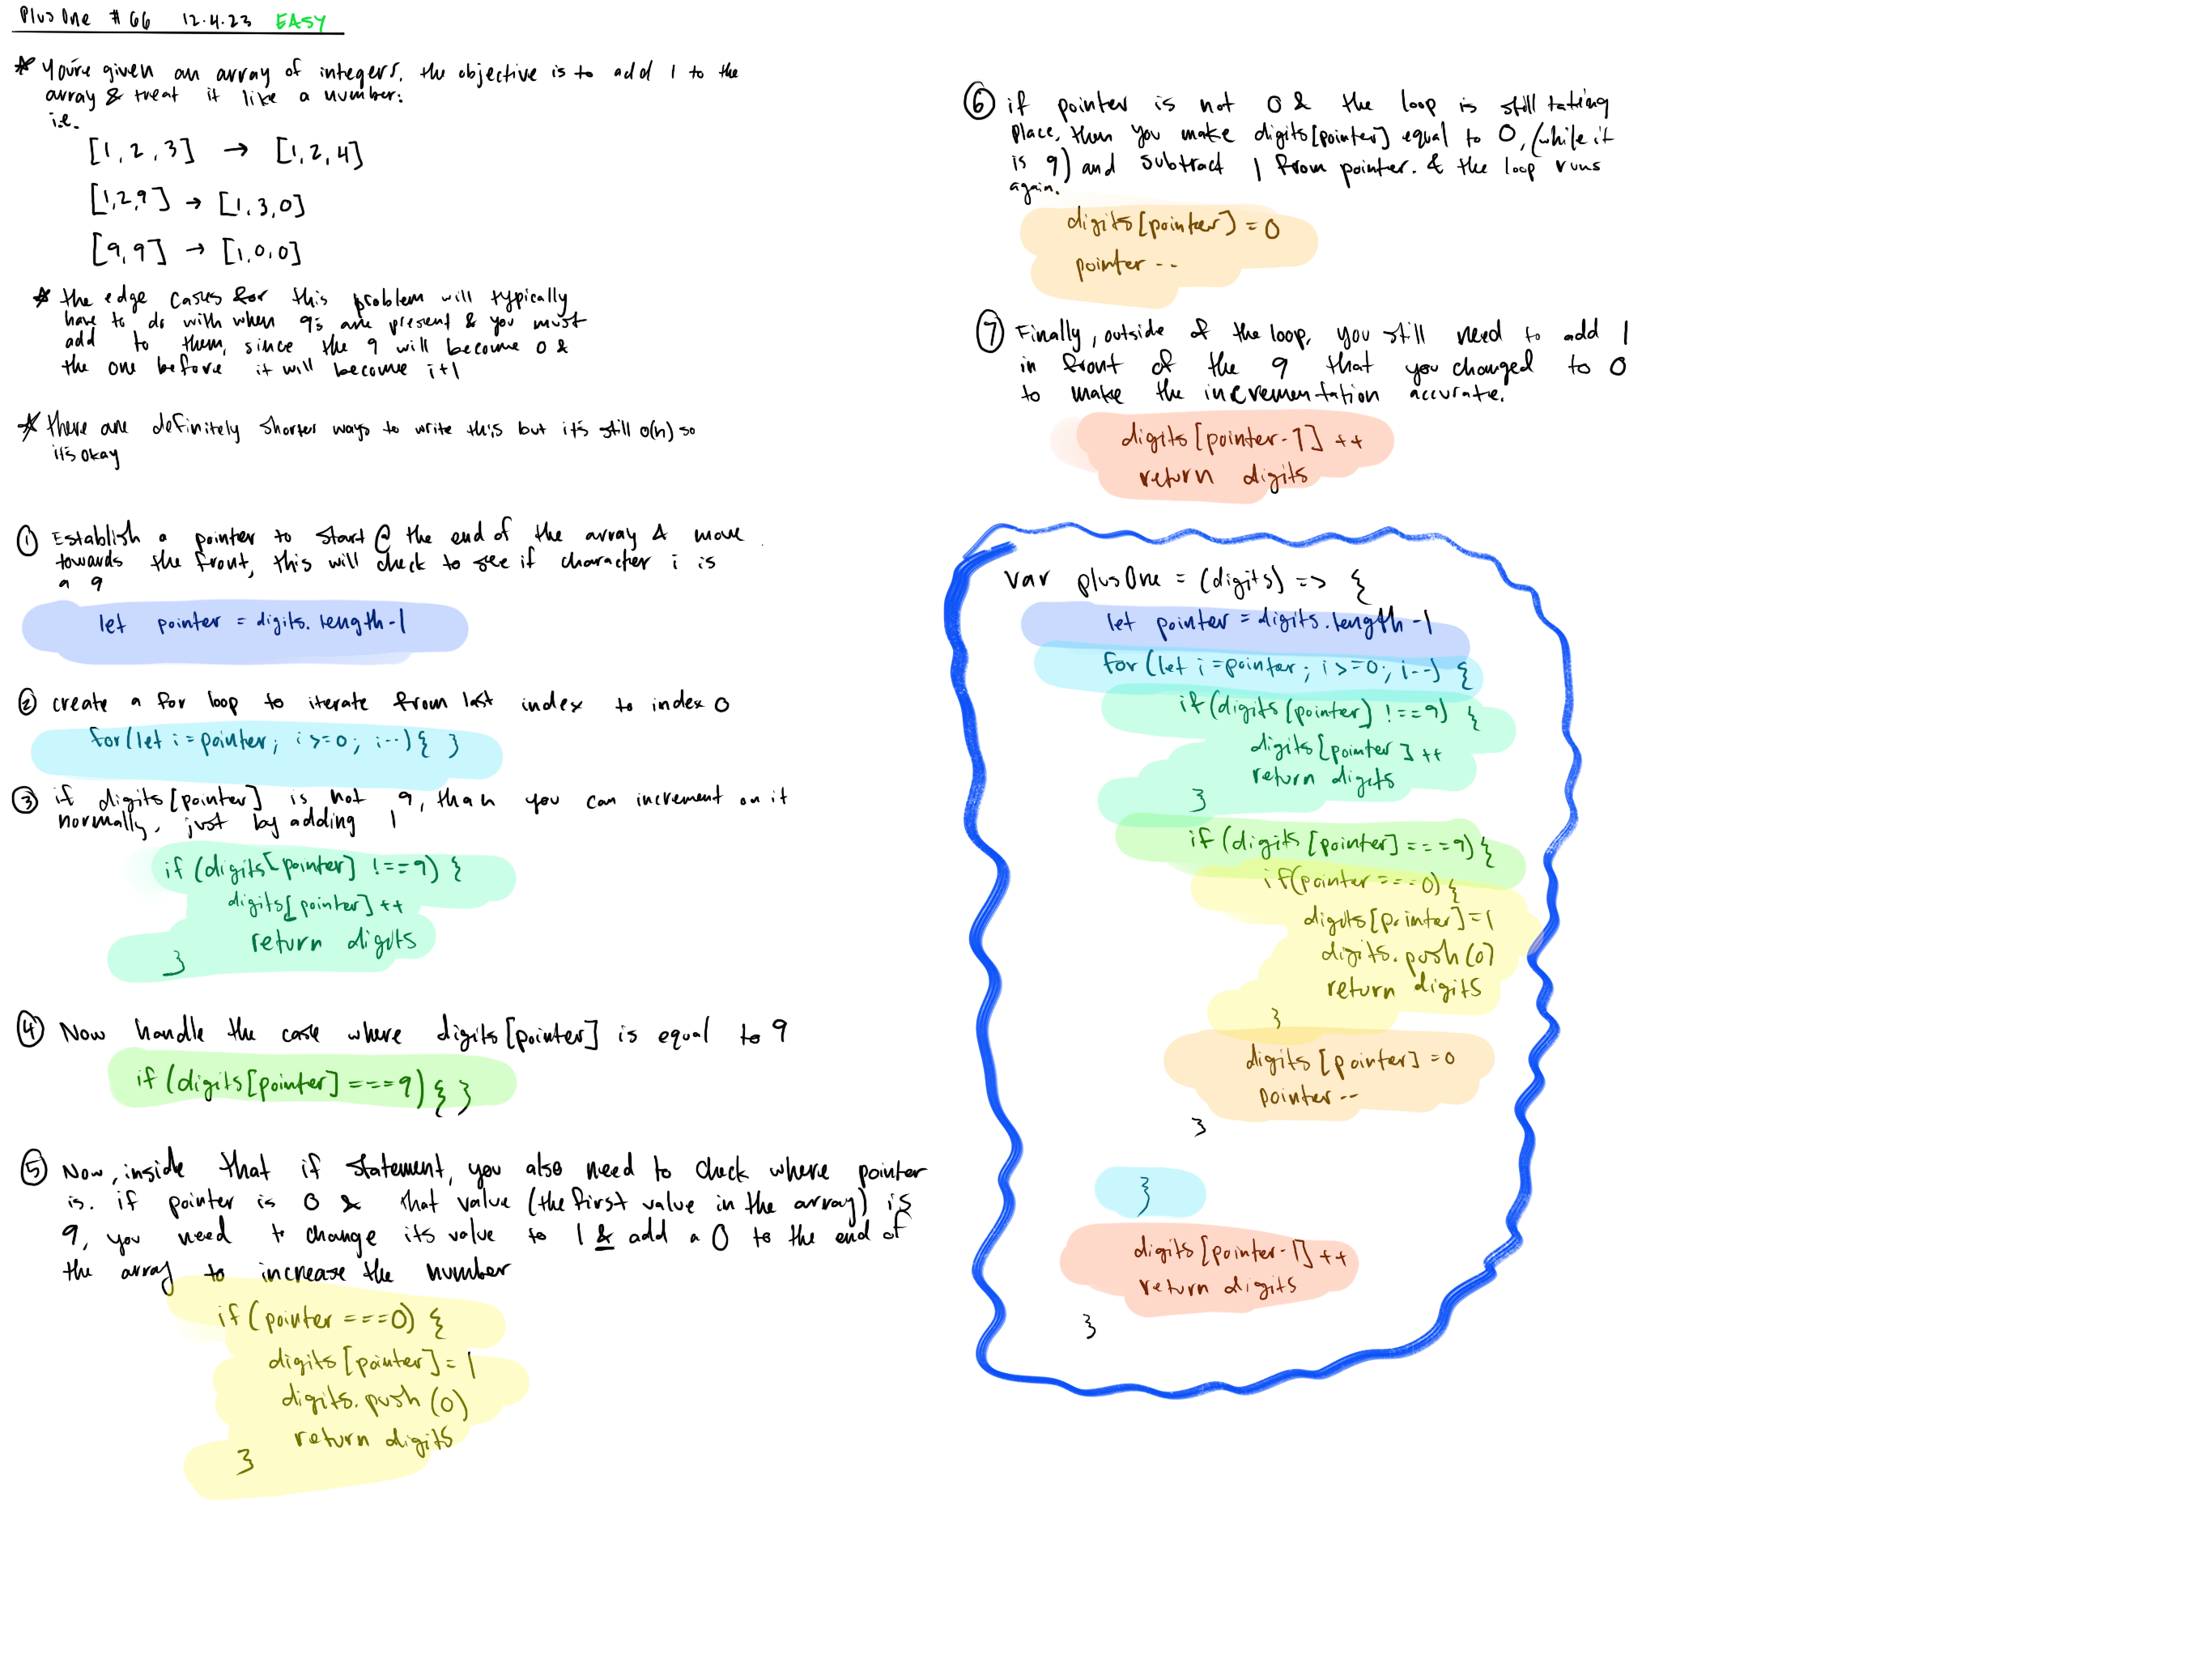 Plus One # 66 12.4.23 EASY
* You're given an array of integers. the objective is to add 1 to the
array & treat it like a number:
i.e.
[1, 2, 3] → [1, 2, 4]
[1,2,9] → [1,3,0]
[9,9] → [1,0,0]
* the edge cases for this problem will typically
have to do with when 9's are present & you must
add to them, since the 9 will become 0 &
the one before it will become i+1
* there are definitely shorter ways to write this but it's still o(n) so
it's okay
① Establish a pointer to start @ the end of the array & move
towards the front, this will check to see if character i is
a 9
let pointer = digits.length-1
② create a for loop to iterate from last index to index 0
for(let i = pointer; i >= 0; i--) { }
③ if digits[pointer] is not 9, than you can increment on it
normally, just by adding 1
if (digits[pointer] !== 9) {
digits[pointer]++
return digits
}
④ Now handle the case where digits[pointer] is equal to 9
if (digits[pointer] === 9) { }
⑤ Now, inside that if statement, you also need to check where pointer
is. if pointer is 0 & that value (the first value in the array) is
9, you need to change its value to 1 & add a 0 to the end of
the array to increase the number
if (pointer === 0) {
digits[pointer] = 1
digits.push(0)
return digits
}
⑥ if pointer is not 0 & the loop is still taking
place, then you make digits[pointer] equal to 0, (while it
is 9) and subtract 1 from pointer. & the loop runs
again.
digits[pointer] = 0
pointer --
⑦ Finally, outside of the loop, you still need to add 1
in front of the 9 that you changed to 0
to make the incrementation accurate.
digits[pointer-1] ++
return digits
var plusOne = (digits) => {
let pointer = digits.length-1
for (let i = pointer; i >= 0; i--) {
if (digits[pointer] !== 9) {
digits[pointer] ++
return digits
}
if (digits[pointer] === 9) {
if(pointer === 0) {
digits[pointer] = 1
digits.push(0)
return digits
}
digits[pointer] = 0
pointer --
}
}
digits[pointer-1] ++
return digits
}